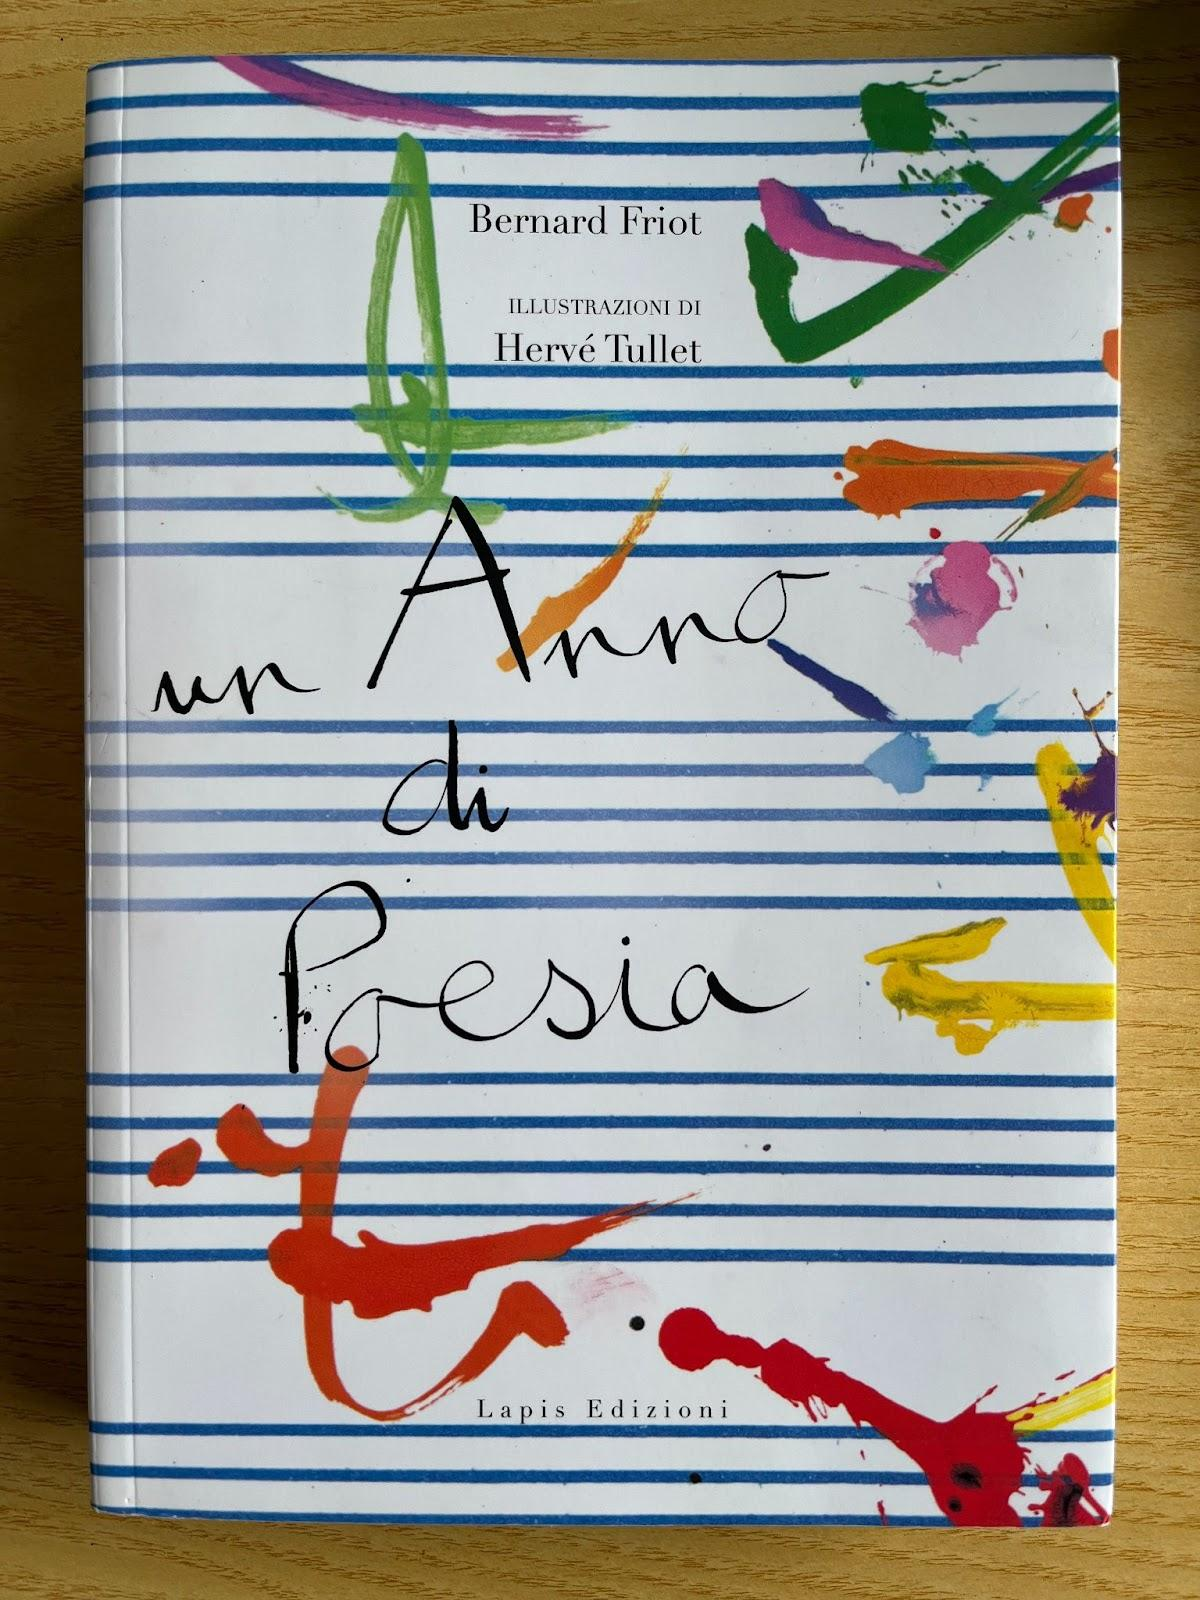 Bernard Friot
ILLUSTRAZIONI DI
Hervé Tullet
un Anno
di
Poesia
Lapis Edizioni